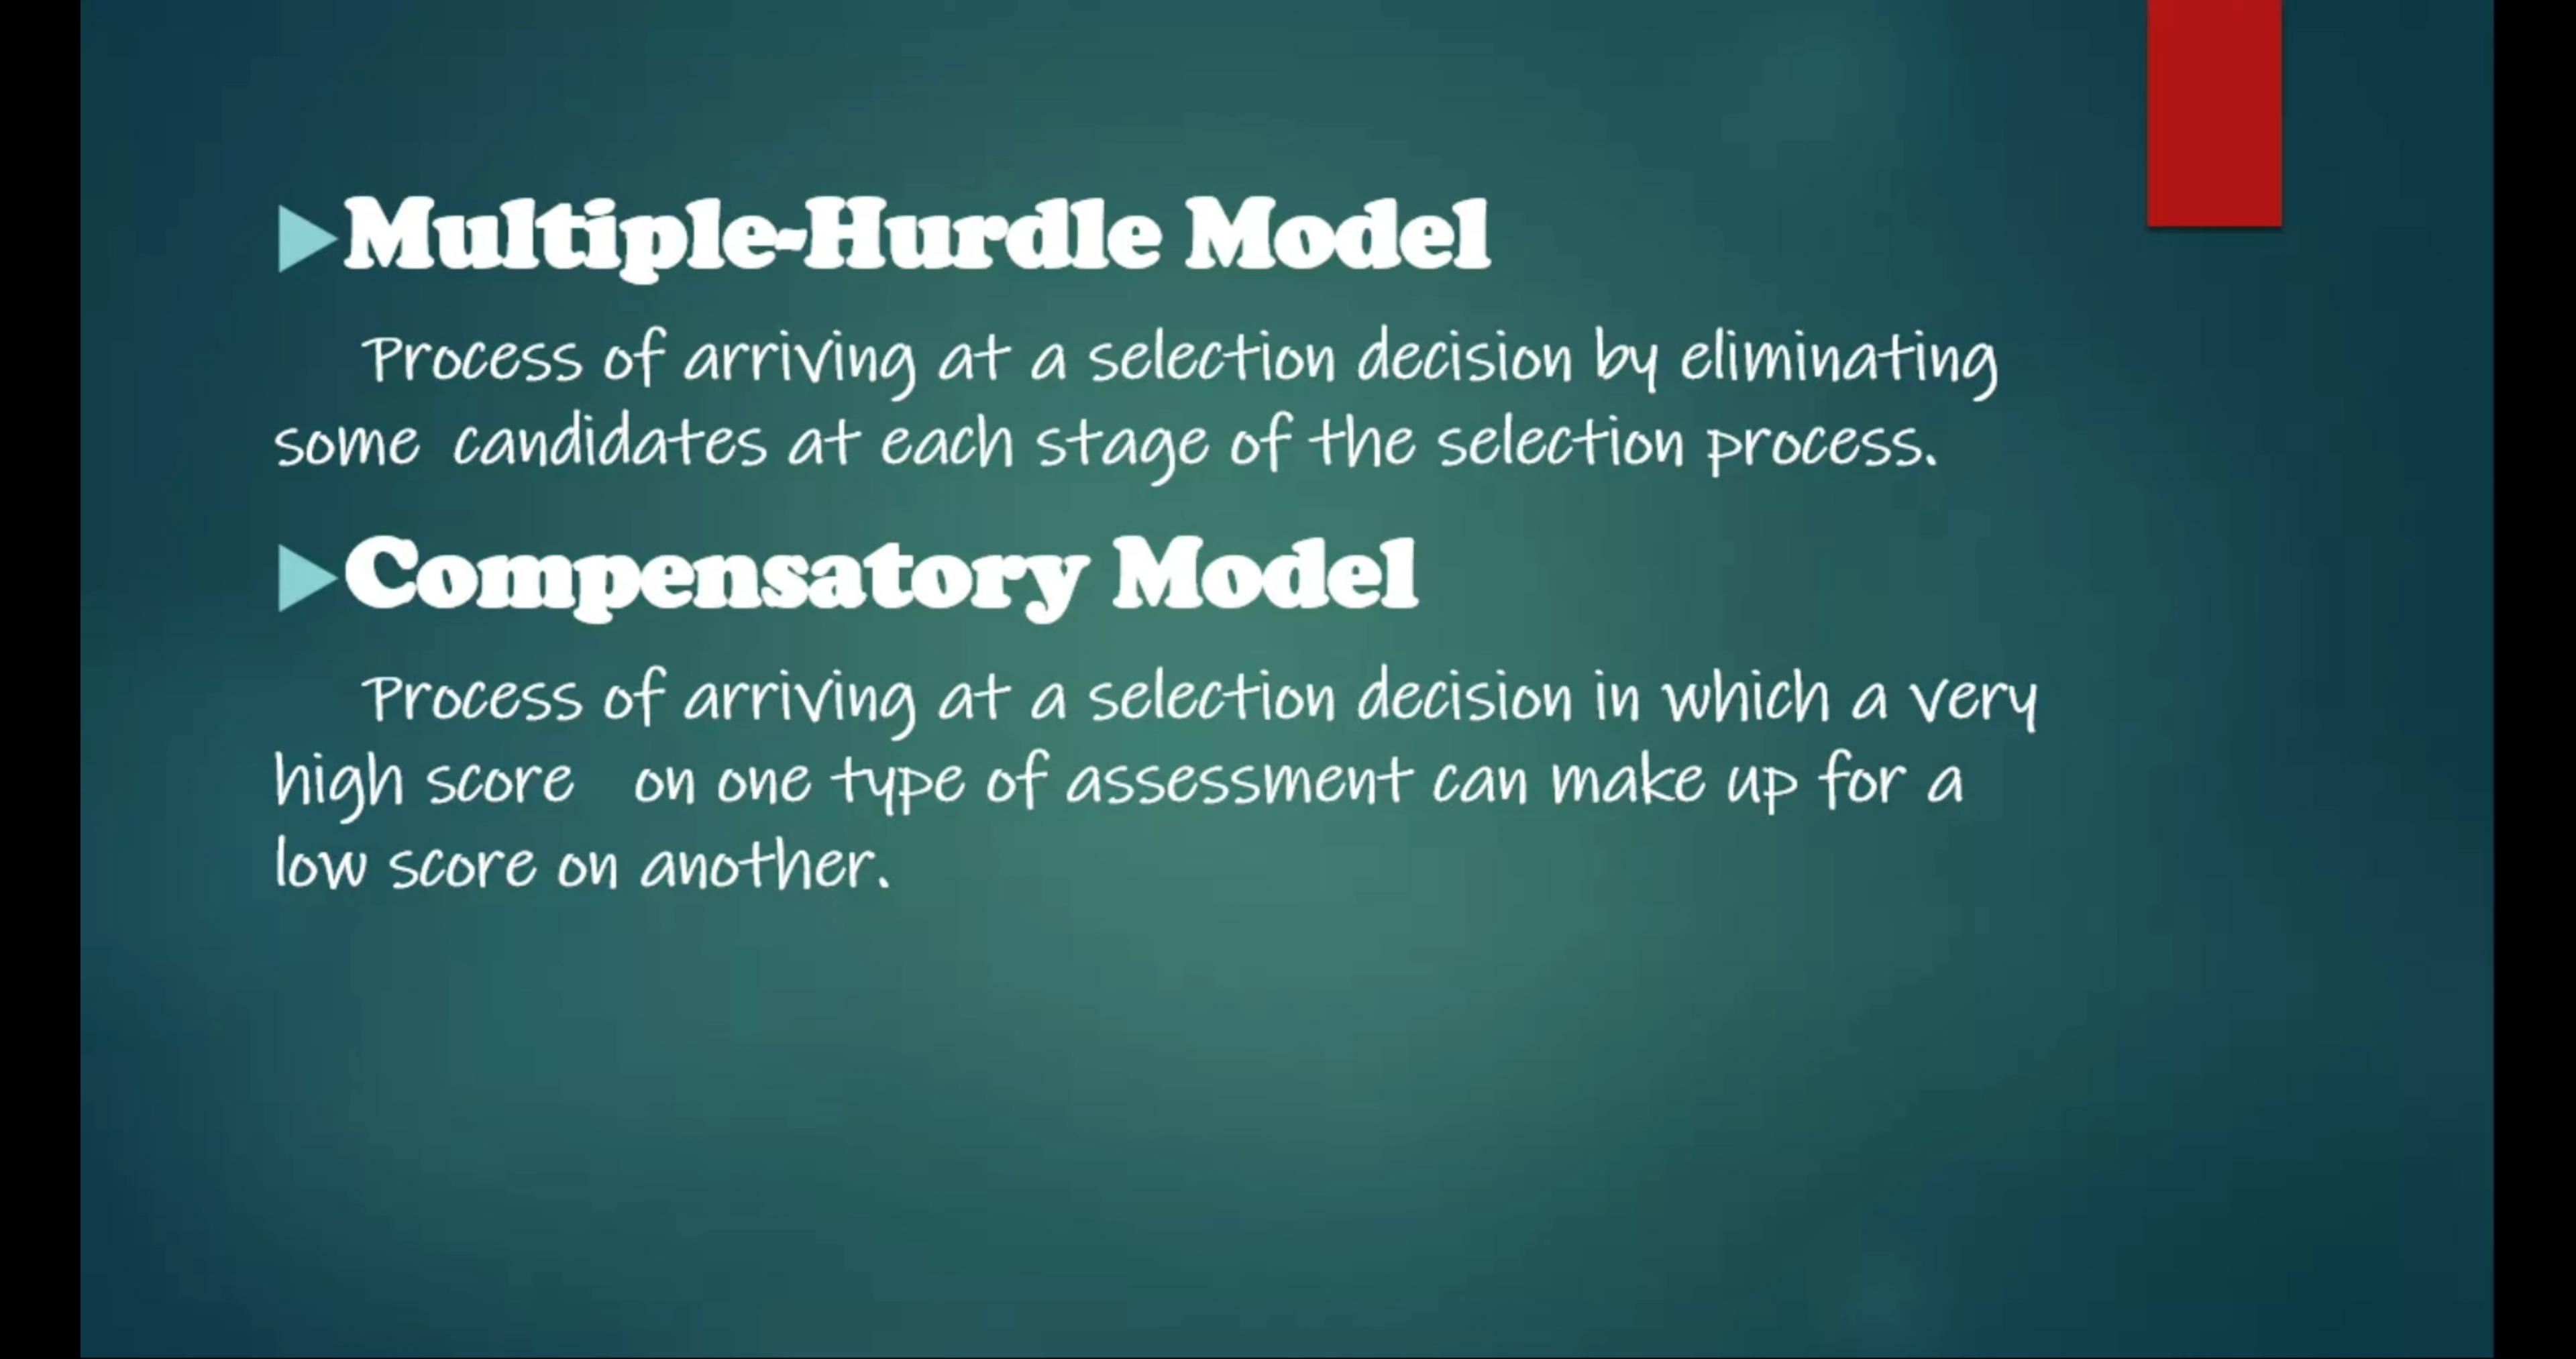 Multiple-Hurdle Model
Process of arriving at a selection decision by eliminating
some candidates at each stage of the selection process.
Compensatory Model
Process of arriving at a selection decision in which a very
high score on one type of assessment can make up for a
low score on another.